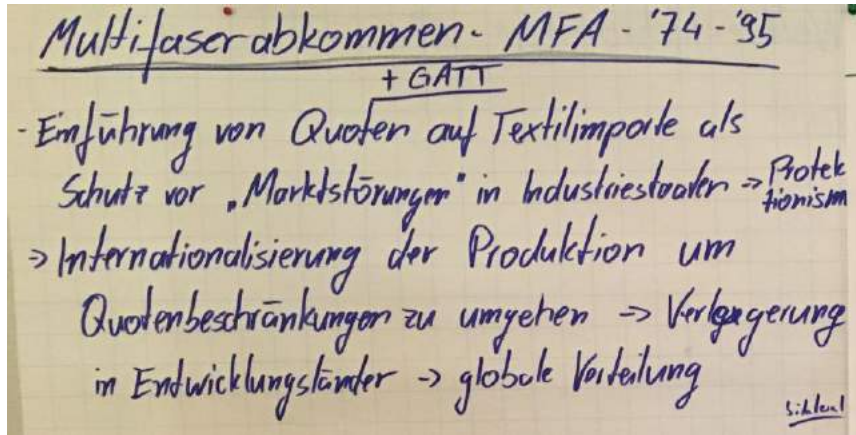 Multifaserabkommen - MFA - '74 - '95
+ GATT
- Einführung von Quoten auf Textilimporte als
Schutz vor „Marktstörungen" in Industriestaaten → Protek
tionism
⇒ Internationalisierung der Produktion um
Quotenbeschränkungen zu umgehen → Verlagerung
in Entwicklungsländer → globale Verteilung